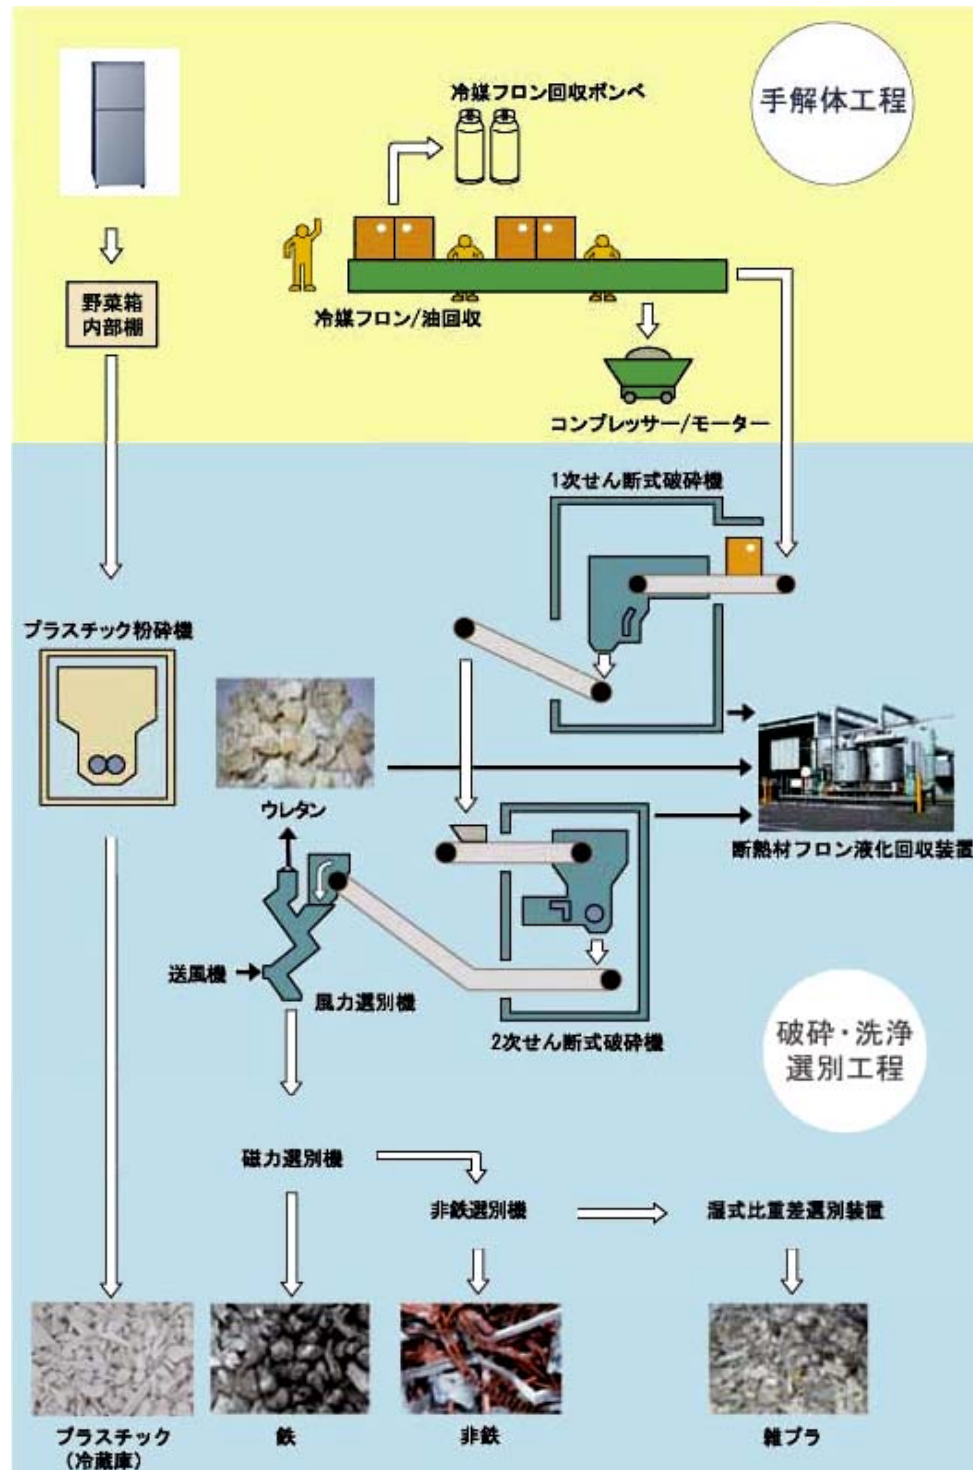 冷媒フロン回収ボンベ
手解体工程
野菜箱
内部棚
冷媒フロン/油回収
コンプレッサー/モーター
1次せん断式破砕機
プラスチック粉砕機
ウレタン
断熱材フロン液化回収装置
送風機
風力選別機
2次せん断式破砕機
破砕・洗浄
選別工程
磁力選別機
非鉄選別機
湿式比重差選別装置
プラスチック
(冷蔵庫)
鉄
非鉄
雑プラ